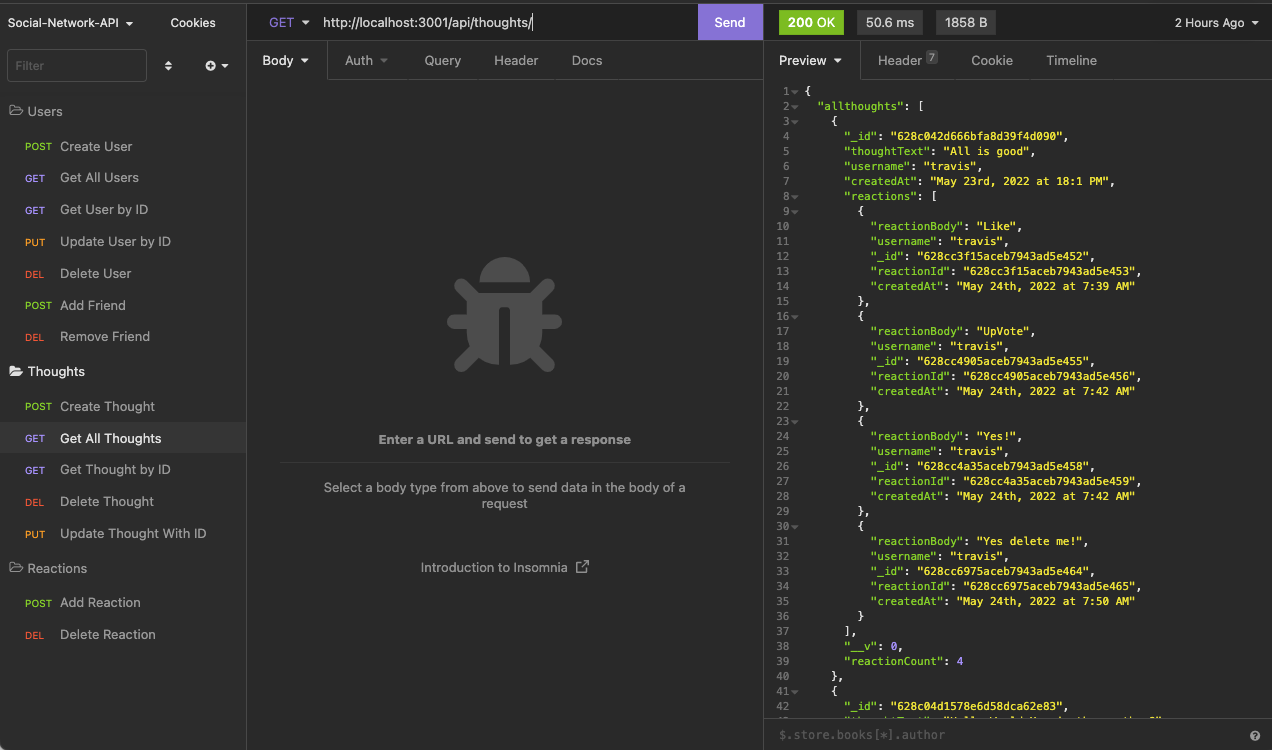 Social-Network-API
Cookies
GET http://localhost:3001/api/thoughts/
Send
200 OK
50.6 ms
1858 B
2 Hours Ago
Filter
Body
Auth
Query
Header
Docs
Preview
Header 7
Cookie
Timeline
Users
POST Create User
GET Get All Users
GET Get User by ID
PUT Update User by ID
DEL Delete User
POST Add Friend
DEL Remove Friend
Thoughts
POST Create Thought
GET Get All Thoughts
GET Get Thought by ID
DEL Delete Thought
PUT Update Thought With ID
Reactions
POST Add Reaction
DEL Delete Reaction
Enter a URL and send to get a response
Select a body type from above to send data in the body of a
request
Introduction to Insomnia
1 {
2 "allthoughts": [
3 {
4 "_id": "628c042d666bfa8d39f4d090",
5 "thoughtText": "All is good",
6 "username": "travis",
7 "createdAt": "May 23rd, 2022 at 18:1 PM",
8 "reactions": [
9 {
10 "reactionBody": "Like",
11 "username": "travis",
12 "_id": "628cc3f15aceb7943ad5e452",
13 "reactionId": "628cc3f15aceb7943ad5e453",
14 "createdAt": "May 24th, 2022 at 7:39 AM"
15 },
16 {
17 "reactionBody": "UpVote",
18 "username": "travis",
19 "_id": "628cc4905aceb7943ad5e455",
20 "reactionId": "628cc4905aceb7943ad5e456",
21 "createdAt": "May 24th, 2022 at 7:42 AM"
22 },
23 {
24 "reactionBody": "Yes!",
25 "username": "travis",
26 "_id": "628cc4a35aceb7943ad5e458",
27 "reactionId": "628cc4a35aceb7943ad5e459",
28 "createdAt": "May 24th, 2022 at 7:42 AM"
29 },
30 {
31 "reactionBody": "Yes delete me!",
32 "username": "travis",
33 "_id": "628cc6975aceb7943ad5e464",
34 "reactionId": "628cc6975aceb7943ad5e465",
35 "createdAt": "May 24th, 2022 at 7:50 AM"
36 }
37 ],
38 "__v": 0,
39 "reactionCount": 4
40 },
41 {
42 "_id": "628c04d1578e6d58dca62e83",
$.store.books[*].author